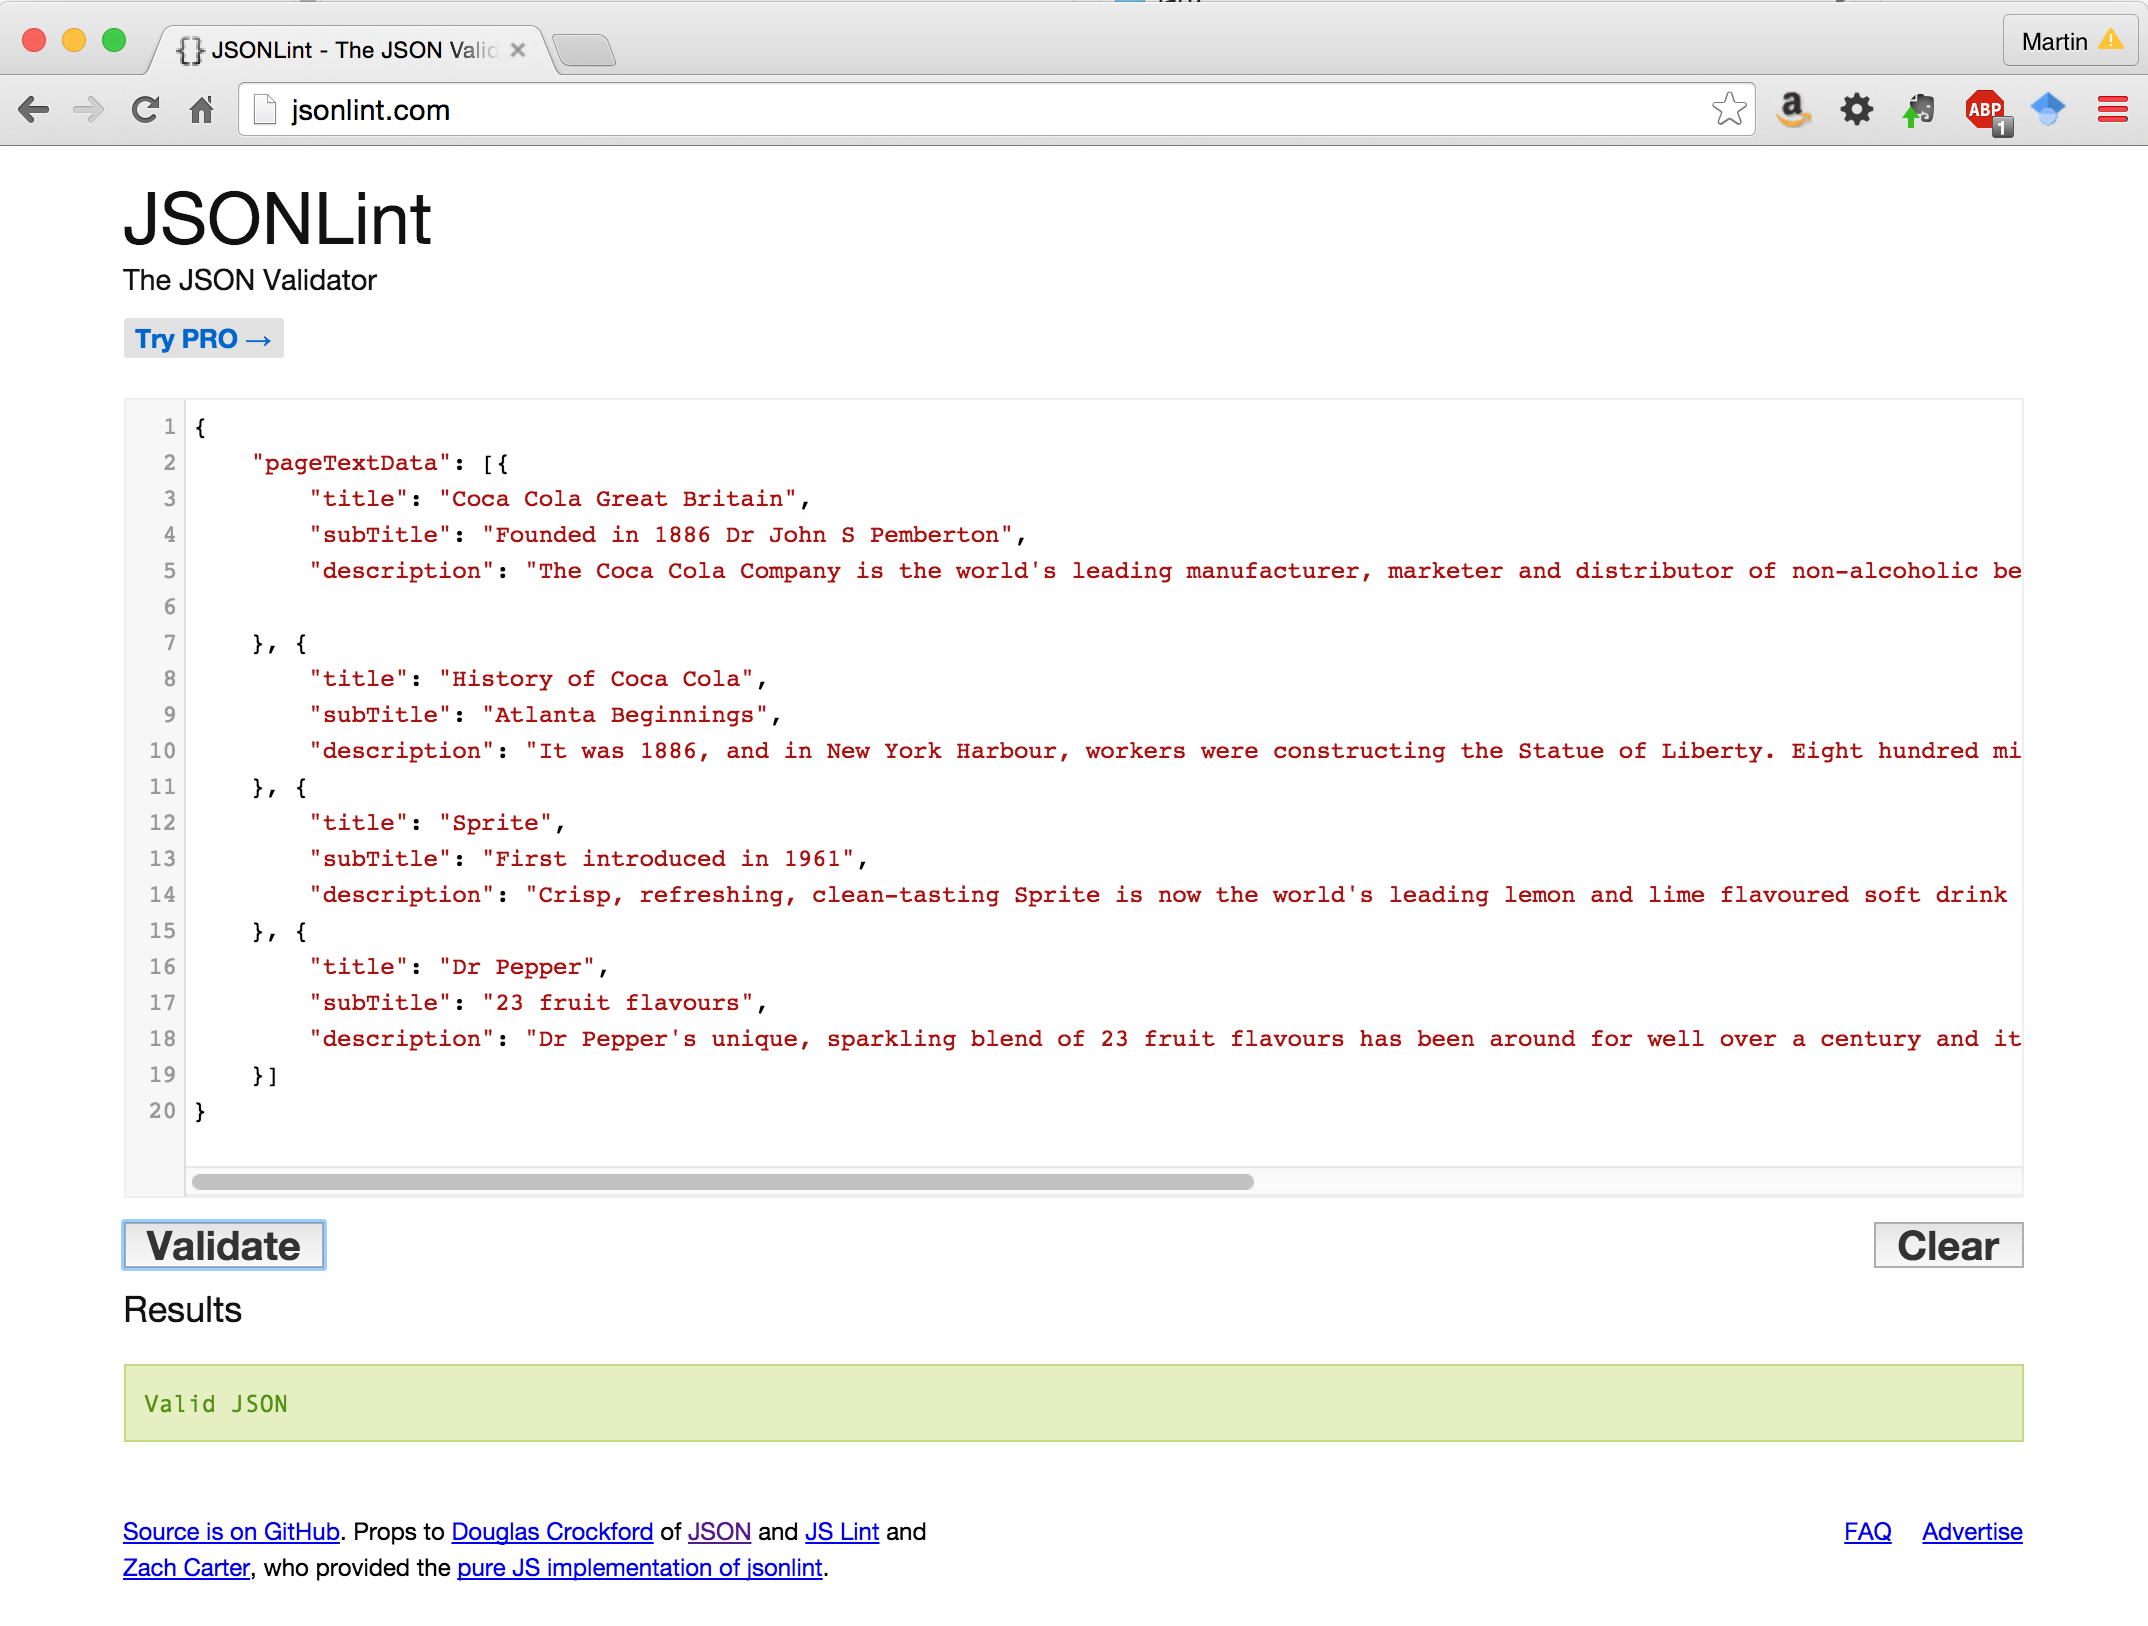 JSONLint - The JSON Valid
Martin
jsonlint.com
a
ABP
1
JSONLint
The JSON Validator
Try PRO →
1 {
2 "pageTextData": [{
3 "title": "Coca Cola Great Britain",
4 "subTitle": "Founded in 1886 Dr John S Pemberton",
5 "description": "The Coca Cola Company is the world's leading manufacturer, marketer and distributor of non-alcoholic be
6
7 }, {
8 "title": "History of Coca Cola",
9 "subTitle": "Atlanta Beginnings",
10 "description": "It was 1886, and in New York Harbour, workers were constructing the Statue of Liberty. Eight hundred mi
11 }, {
12 "title": "Sprite",
13 "subTitle": "First introduced in 1961",
14 "description": "Crisp, refreshing, clean-tasting Sprite is now the world's leading lemon and lime flavoured soft drink
15 }, {
16 "title": "Dr Pepper",
17 "subTitle": "23 fruit flavours",
18 "description": "Dr Pepper's unique, sparkling blend of 23 fruit flavours has been around for well over a century and it
19 }]
20 }
Validate
Clear
Results
Valid JSON
Source is on GitHub. Props to Douglas Crockford of JSON and JS Lint and
Zach Carter, who provided the pure JS implementation of jsonlint.
FAQ Advertise